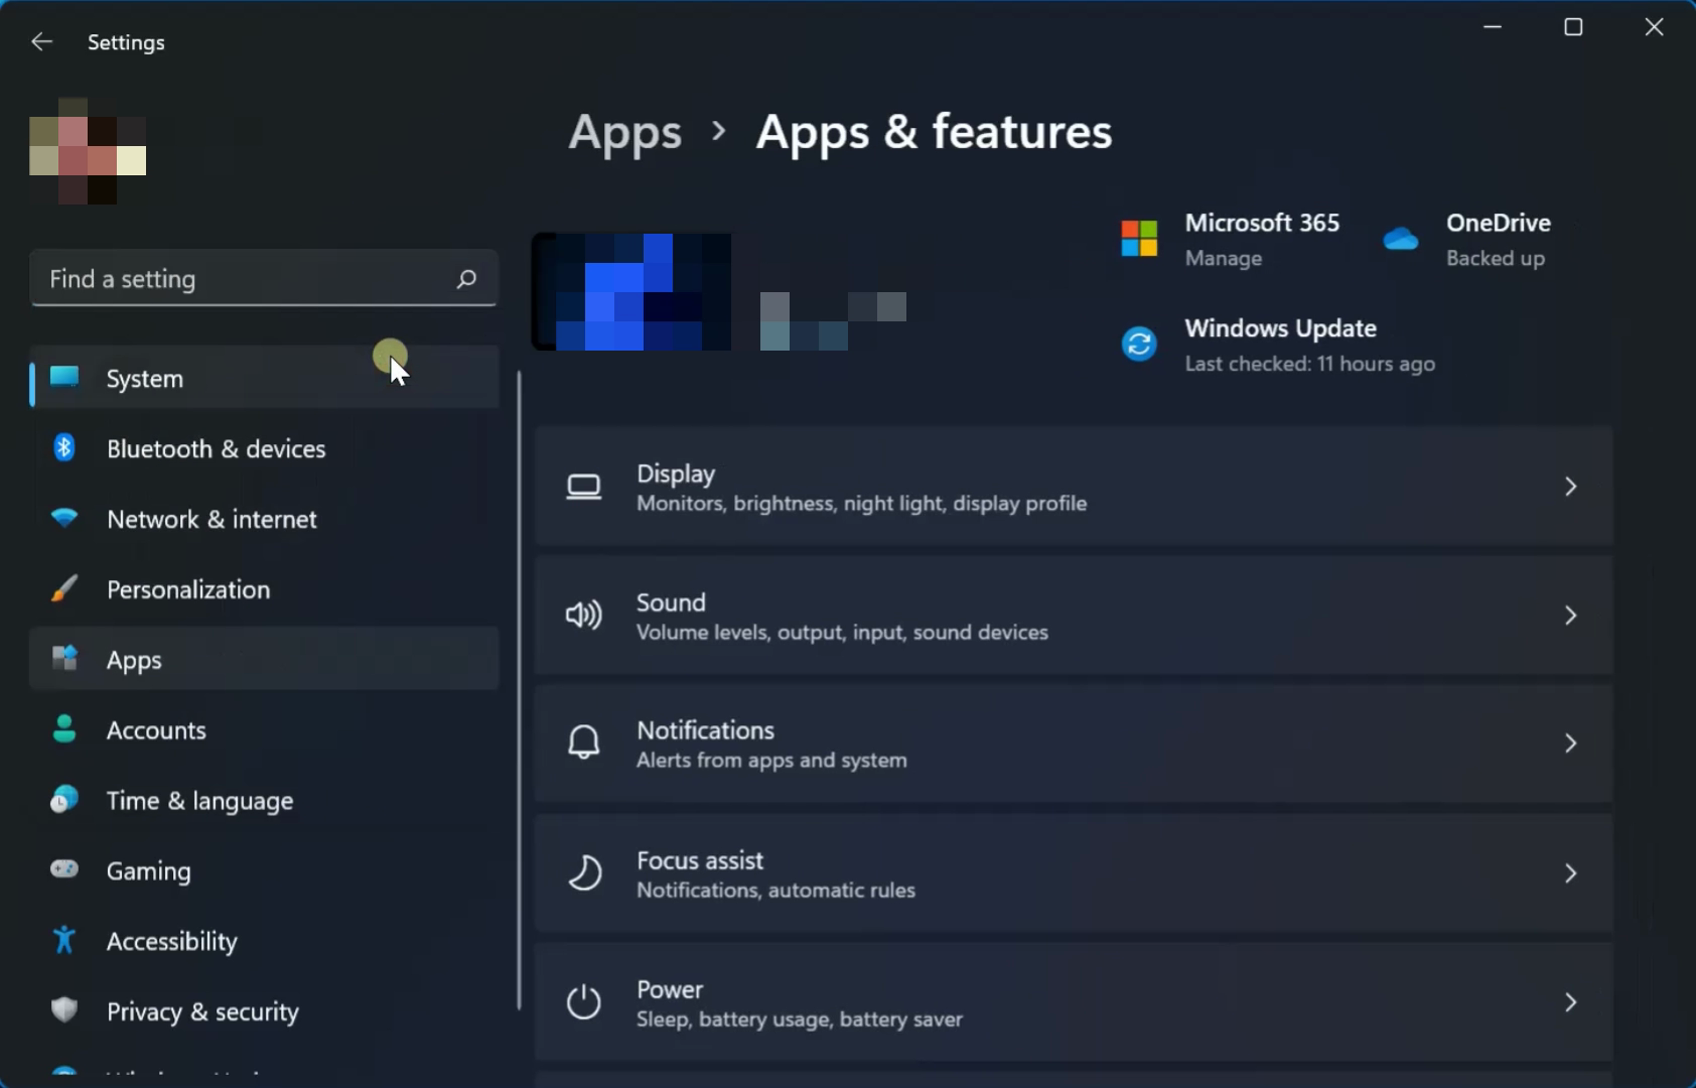 Settings
Apps > Apps & features
Find a setting
System
Bluetooth & devices
Network & internet
Personalization
Apps
Accounts
Time & language
Gaming
Accessibility
Privacy & security
Microsoft 365
Manage
OneDrive
Backed up
Windows Update
Last checked: 11 hours ago
Display
Monitors, brightness, night light, display profile
Sound
Volume levels, output, input, sound devices
Notifications
Alerts from apps and system
Focus assist
Notifications, automatic rules
Power
Sleep, battery usage, battery saver